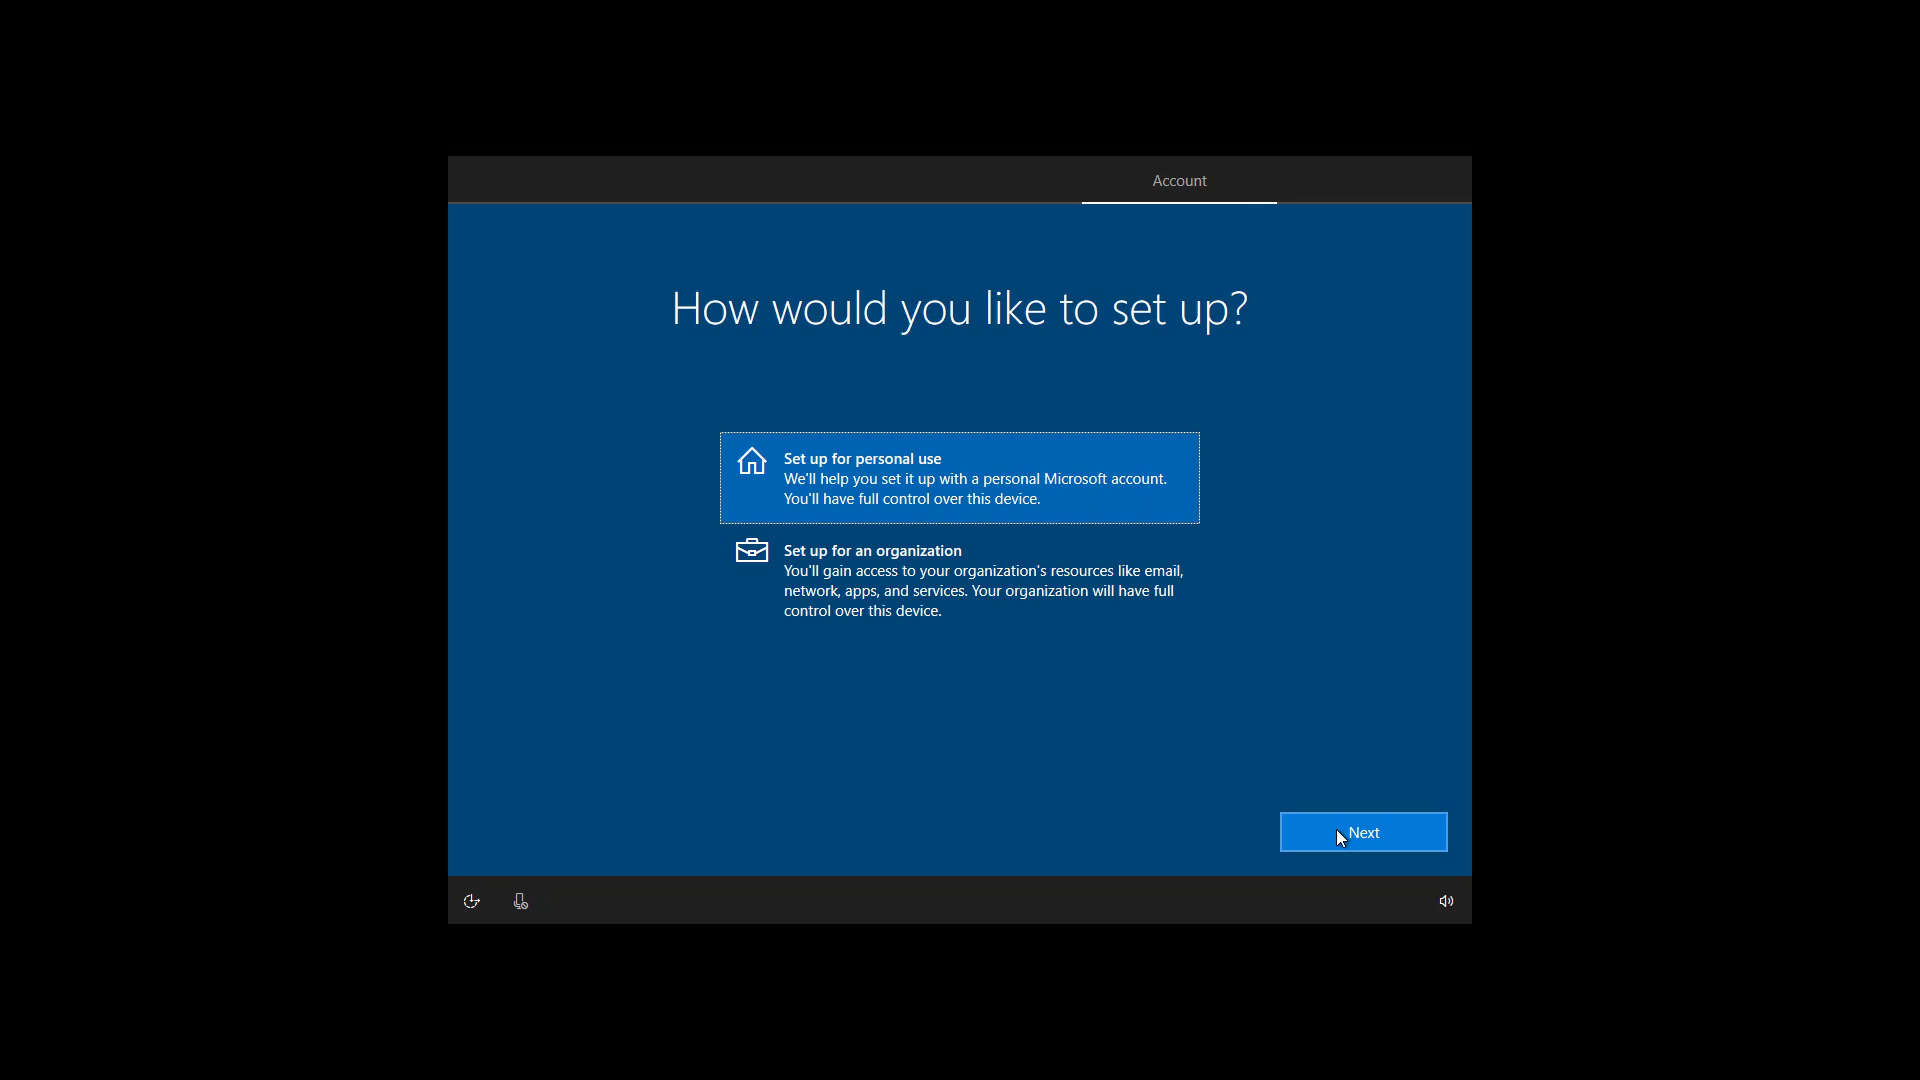 Account
How would you like to set up?
Set up for personal use
We'll help you set it up with a personal Microsoft account.
You'll have full control over this device.
Set up for an organization
You'll gain access to your organization's resources like email,
network, apps, and services. Your organization will have full
control over this device.
Next